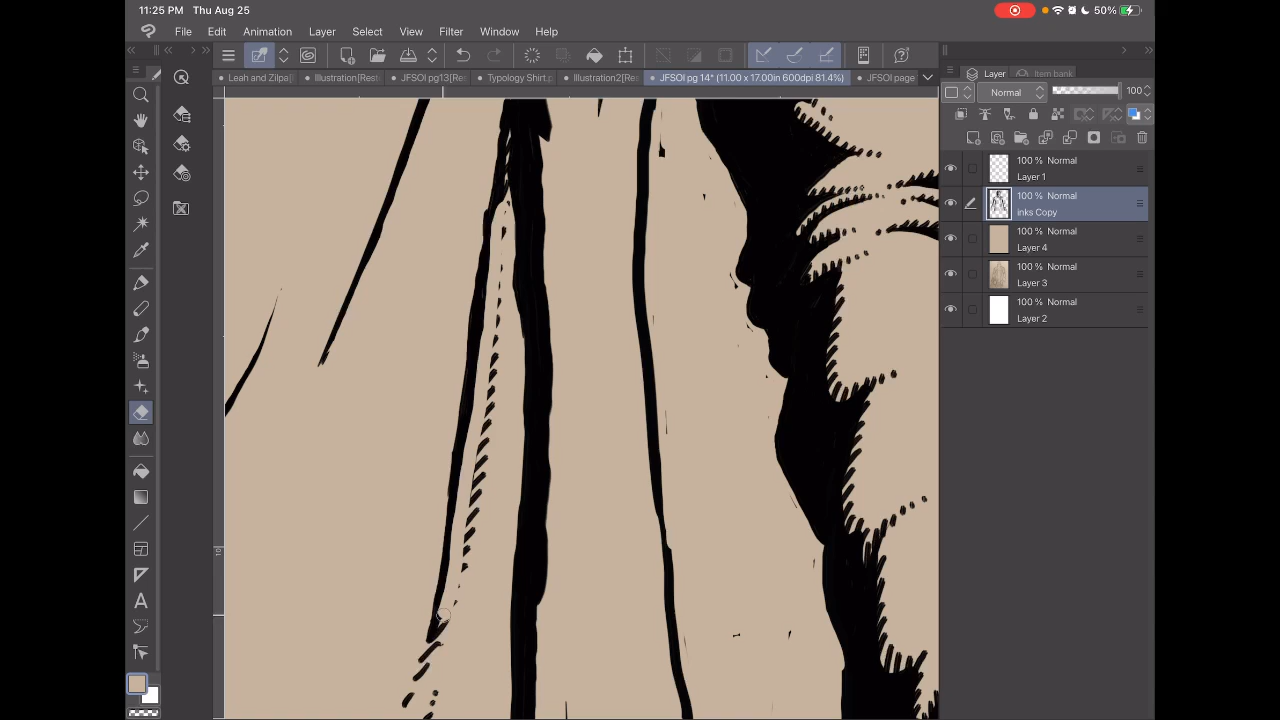 11:25 PM Thu Aug 25 50%
File Edit Animation Layer Select View Filter Window Help
Leah and Zilpa[ Illustration[Rest JFSOI pg13[Re: Typology Shirt. Illustration2[Res JFSOI pg 14* (11.00 x 17.00in 600dpi 81.4%) JFSOI page
Layer Item bank
Normal 100
100 % Normal
Layer 1
100 % Normal
inks Copy
100 % Normal
Layer 4
100 % Normal
Layer 3
100 % Normal
Layer 2